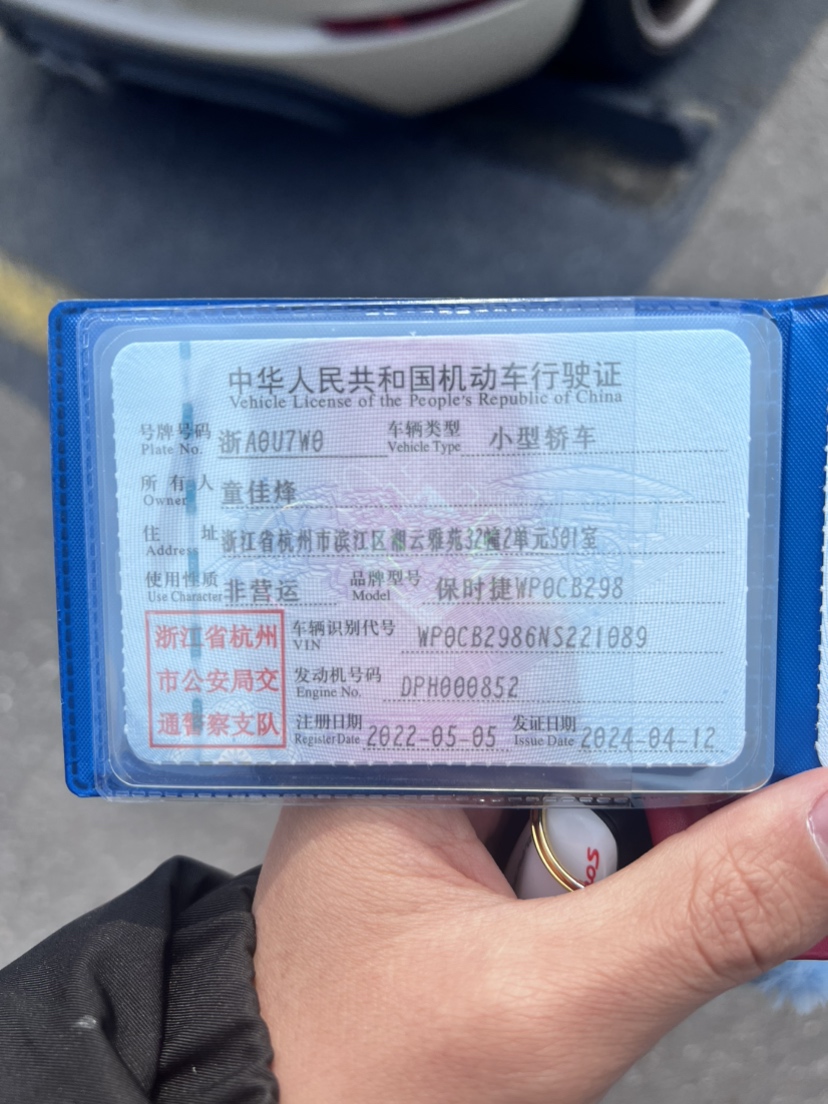 中华人民共和国机动车行驶证
Vehicle License of the People's Republic of China
号牌号码 浙A0U7W0 车辆类型 小型轿车
Plate No. Vehicle Type
所有人 童佳烽
Owner
住址 浙江省杭州市滨江区湘云雅苑32幢2单元501室
Address
使用性质 非营运 品牌型号 保时捷WP0CB298
Use Character Model
浙江省杭州
市公安局交
通警察支队
车辆识别代号 WP0CB2986NS221089
VIN
发动机号码 DPH000852
Engine No.
注册日期 2022-05-05 发证日期 2024-04-12
Register Date Issue Date